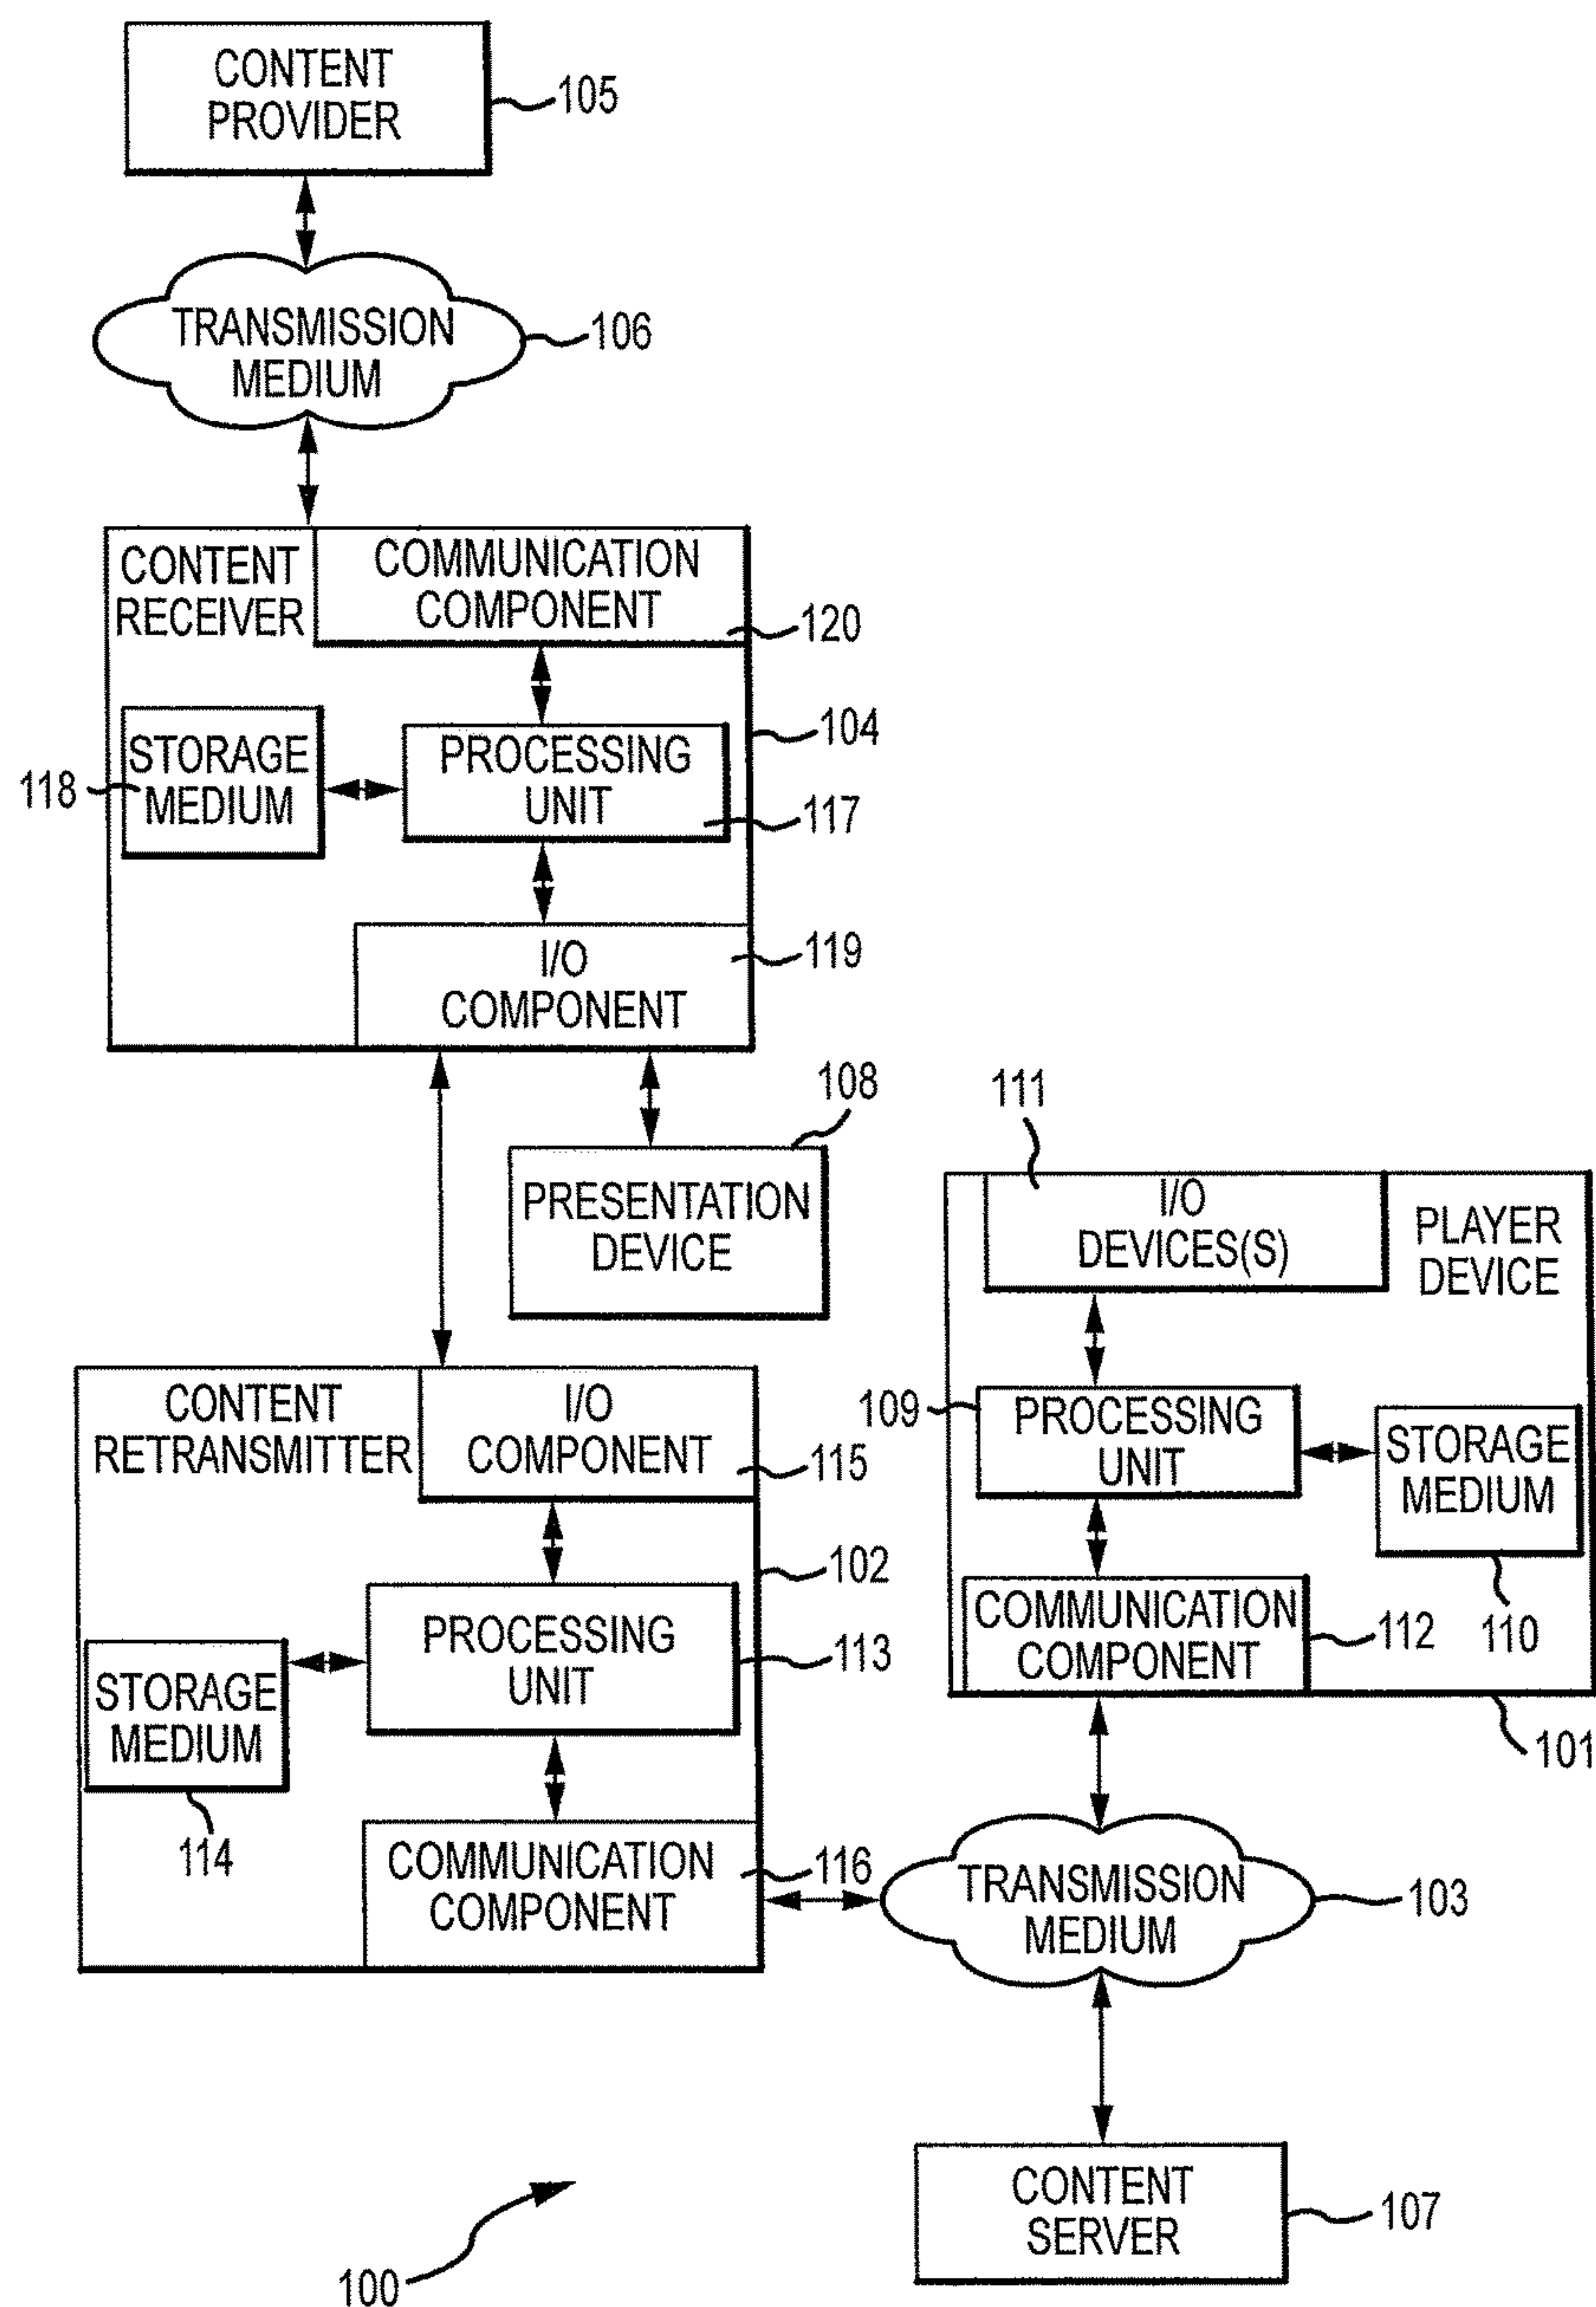 CONTENT
PROVIDER
105
TRANSMISSION
MEDIUM
106
CONTENT
RECEIVER
COMMUNICATION
COMPONENT
120
104
STORAGE
MEDIUM
118
PROCESSING
UNIT
117
I/O
COMPONENT
119
108
PRESENTATION
DEVICE
111
I/O
DEVICES(S)
PLAYER
DEVICE
109
PROCESSING
UNIT
STORAGE
MEDIUM
110
COMMUNICATION
COMPONENT
112
101
CONTENT
RETRANSMITTER
I/O
COMPONENT
115
102
PROCESSING
UNIT
113
STORAGE
MEDIUM
114
COMMUNICATION
COMPONENT
116
TRANSMISSION
MEDIUM
103
CONTENT
SERVER
107
100